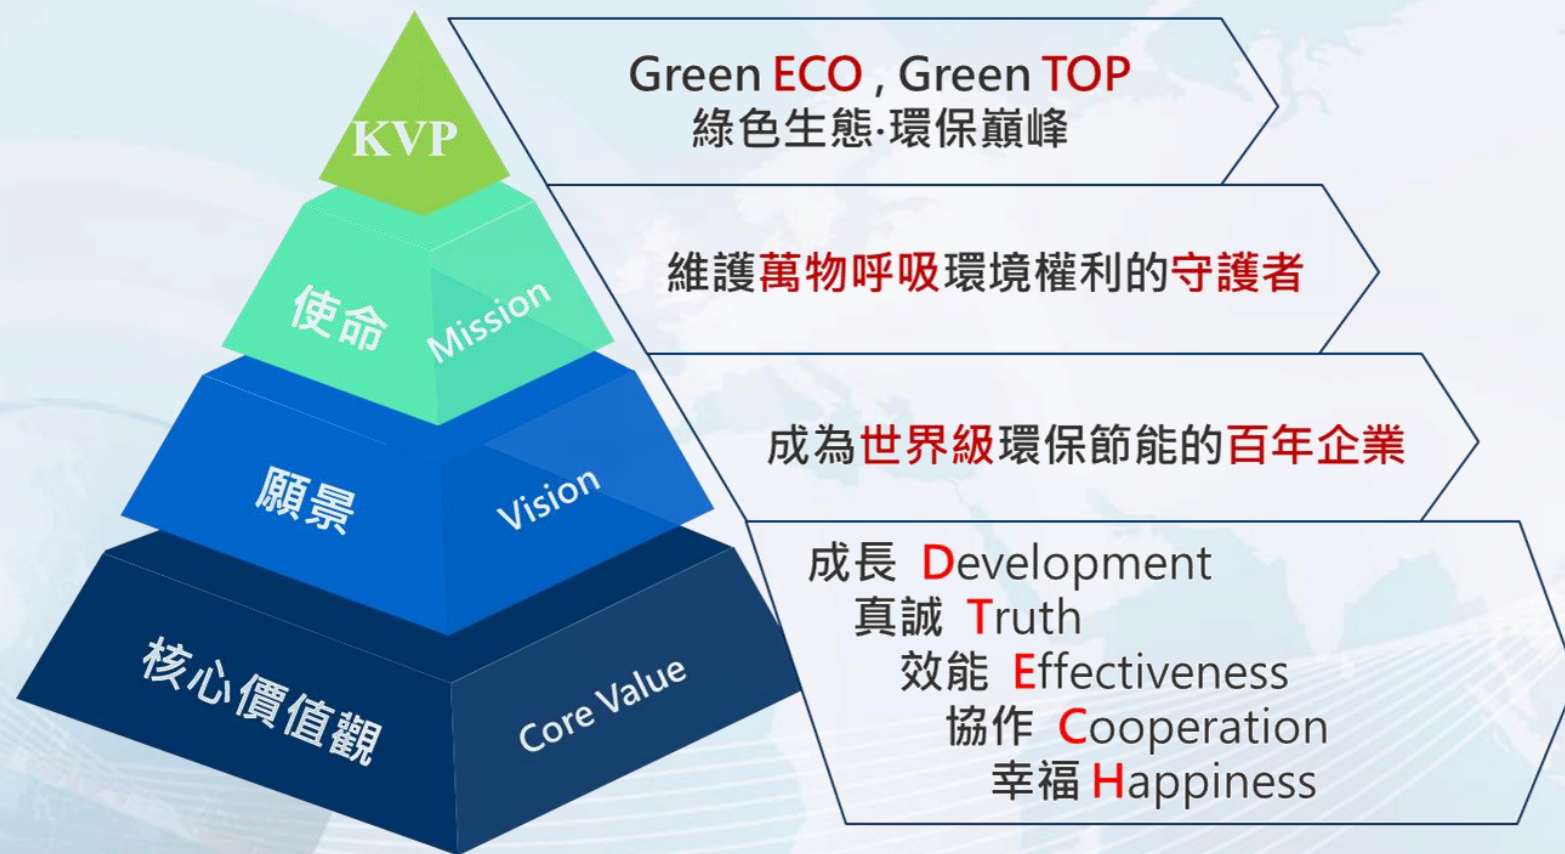 KVP
Green ECO , Green TOP
綠色生態·環保巔峰
使命 Mission
維護萬物呼吸環境權利的守護者
願景 Vision
成為世界級環保節能的百年企業
核心價值觀 Core Value
成長 Development
真誠 Truth
效能 Effectiveness
協作 Cooperation
幸福 Happiness